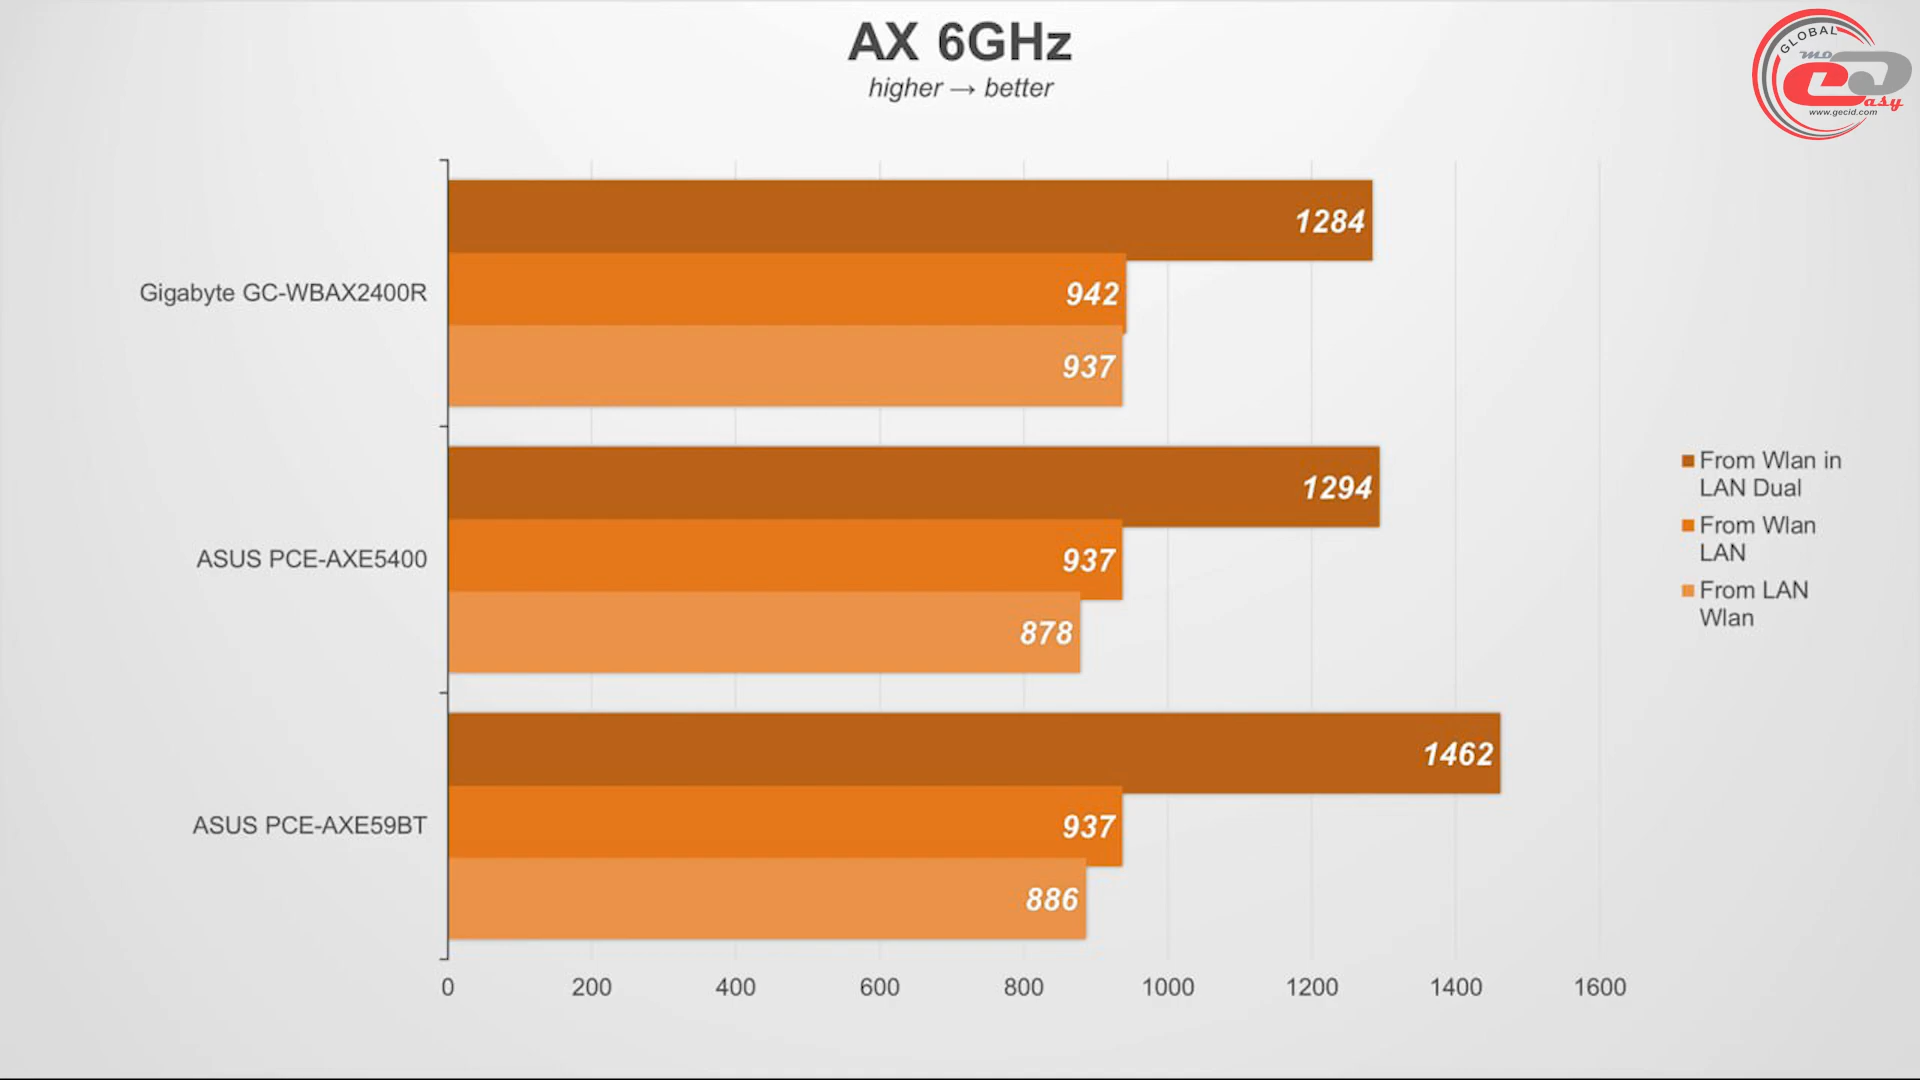 AX 6GHz
higher → better
GLOBAL
easy
www.gecid.com
1284
Gigabyte GC-WBAX2400R
942
937
1294
ASUS PCE-AXE5400
937
878
1462
ASUS PCE-AXE59BT
937
886
From Wlan in
LAN Dual
From Wlan
LAN
From LAN
Wlan
0 200 400 600 800 1000 1200 1400 1600